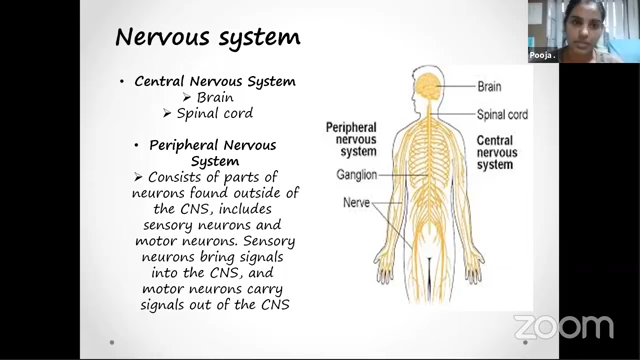 Nervous system
• Central Nervous System
➢ Brain
➢ Spinal cord
• Peripheral Nervous
System
➢ Consists of parts of
neurons found outside of
the CNS, includes
sensory neurons and
motor neurons. Sensory
neurons bring signals
into the CNS, and
motor neurons carry
signals out of the CNS
Brain
Spinal cord
Peripheral
nervous
system
Central
nervous
system
Ganglion
Nerve
Pooja .
zoom